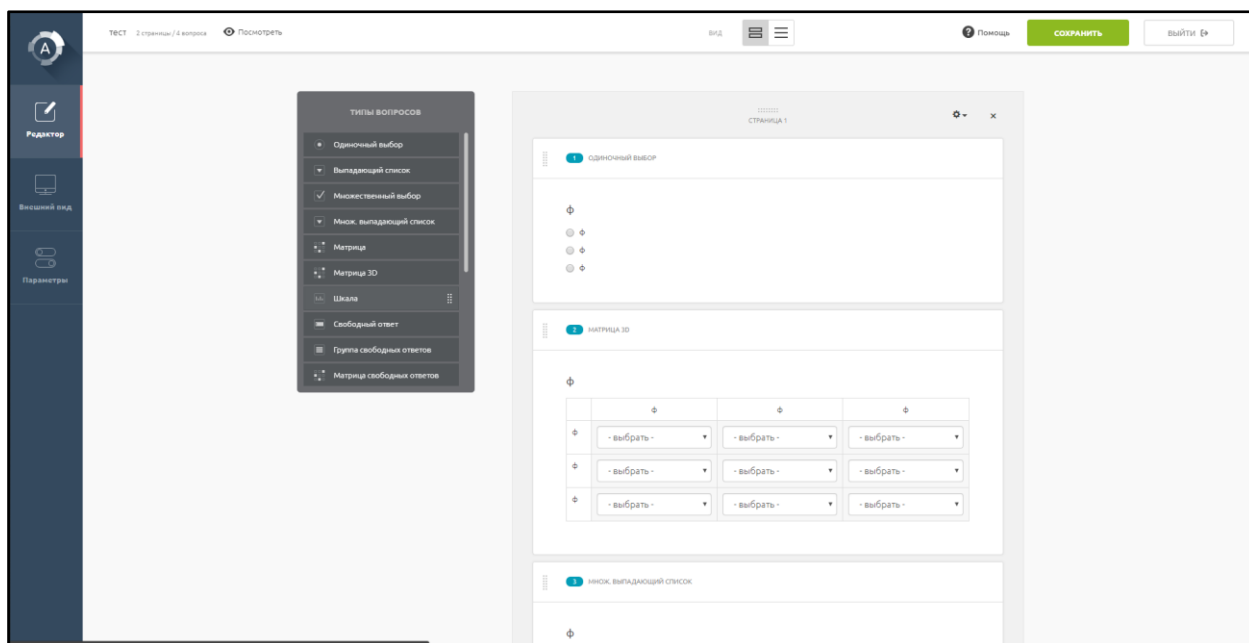 тест 2 страницы / 4 вопроса Посмотреть ВИД Помощь СОХРАНИТЬ ВЫЙТИ
A
Редактор
Внешний вид
Параметры
ТИПЫ ВОПРОСОВ
Одиночный выбор
Выпадающий список
Множественный выбор
Множ. выпадающий список
Матрица
Матрица 3D
Шкала
Свободный ответ
Группа свободных ответов
Матрица свободных ответов
СТРАНИЦА 1
1 ОДИНОЧНЫЙ ВЫБОР
ф
ф
ф
ф
2 МАТРИЦА 3D
ф
ф ф ф
ф - выбрать - - выбрать - - выбрать -
ф - выбрать - - выбрать - - выбрать -
ф - выбрать - - выбрать - - выбрать -
3 МНОЖ. ВЫПАДАЮЩИЙ СПИСОК
ф